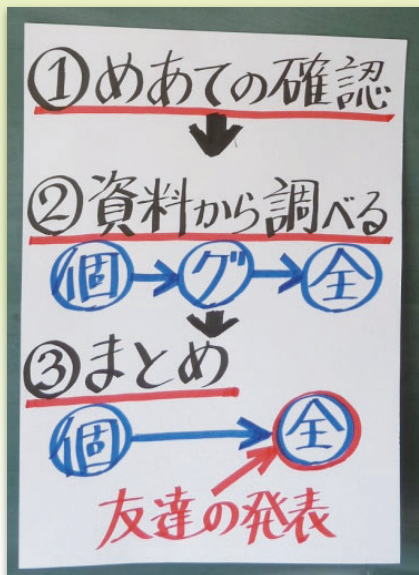 ①めあての確認
②資料から調べる
個→グ→全
③まとめ
個→全
友達の発表